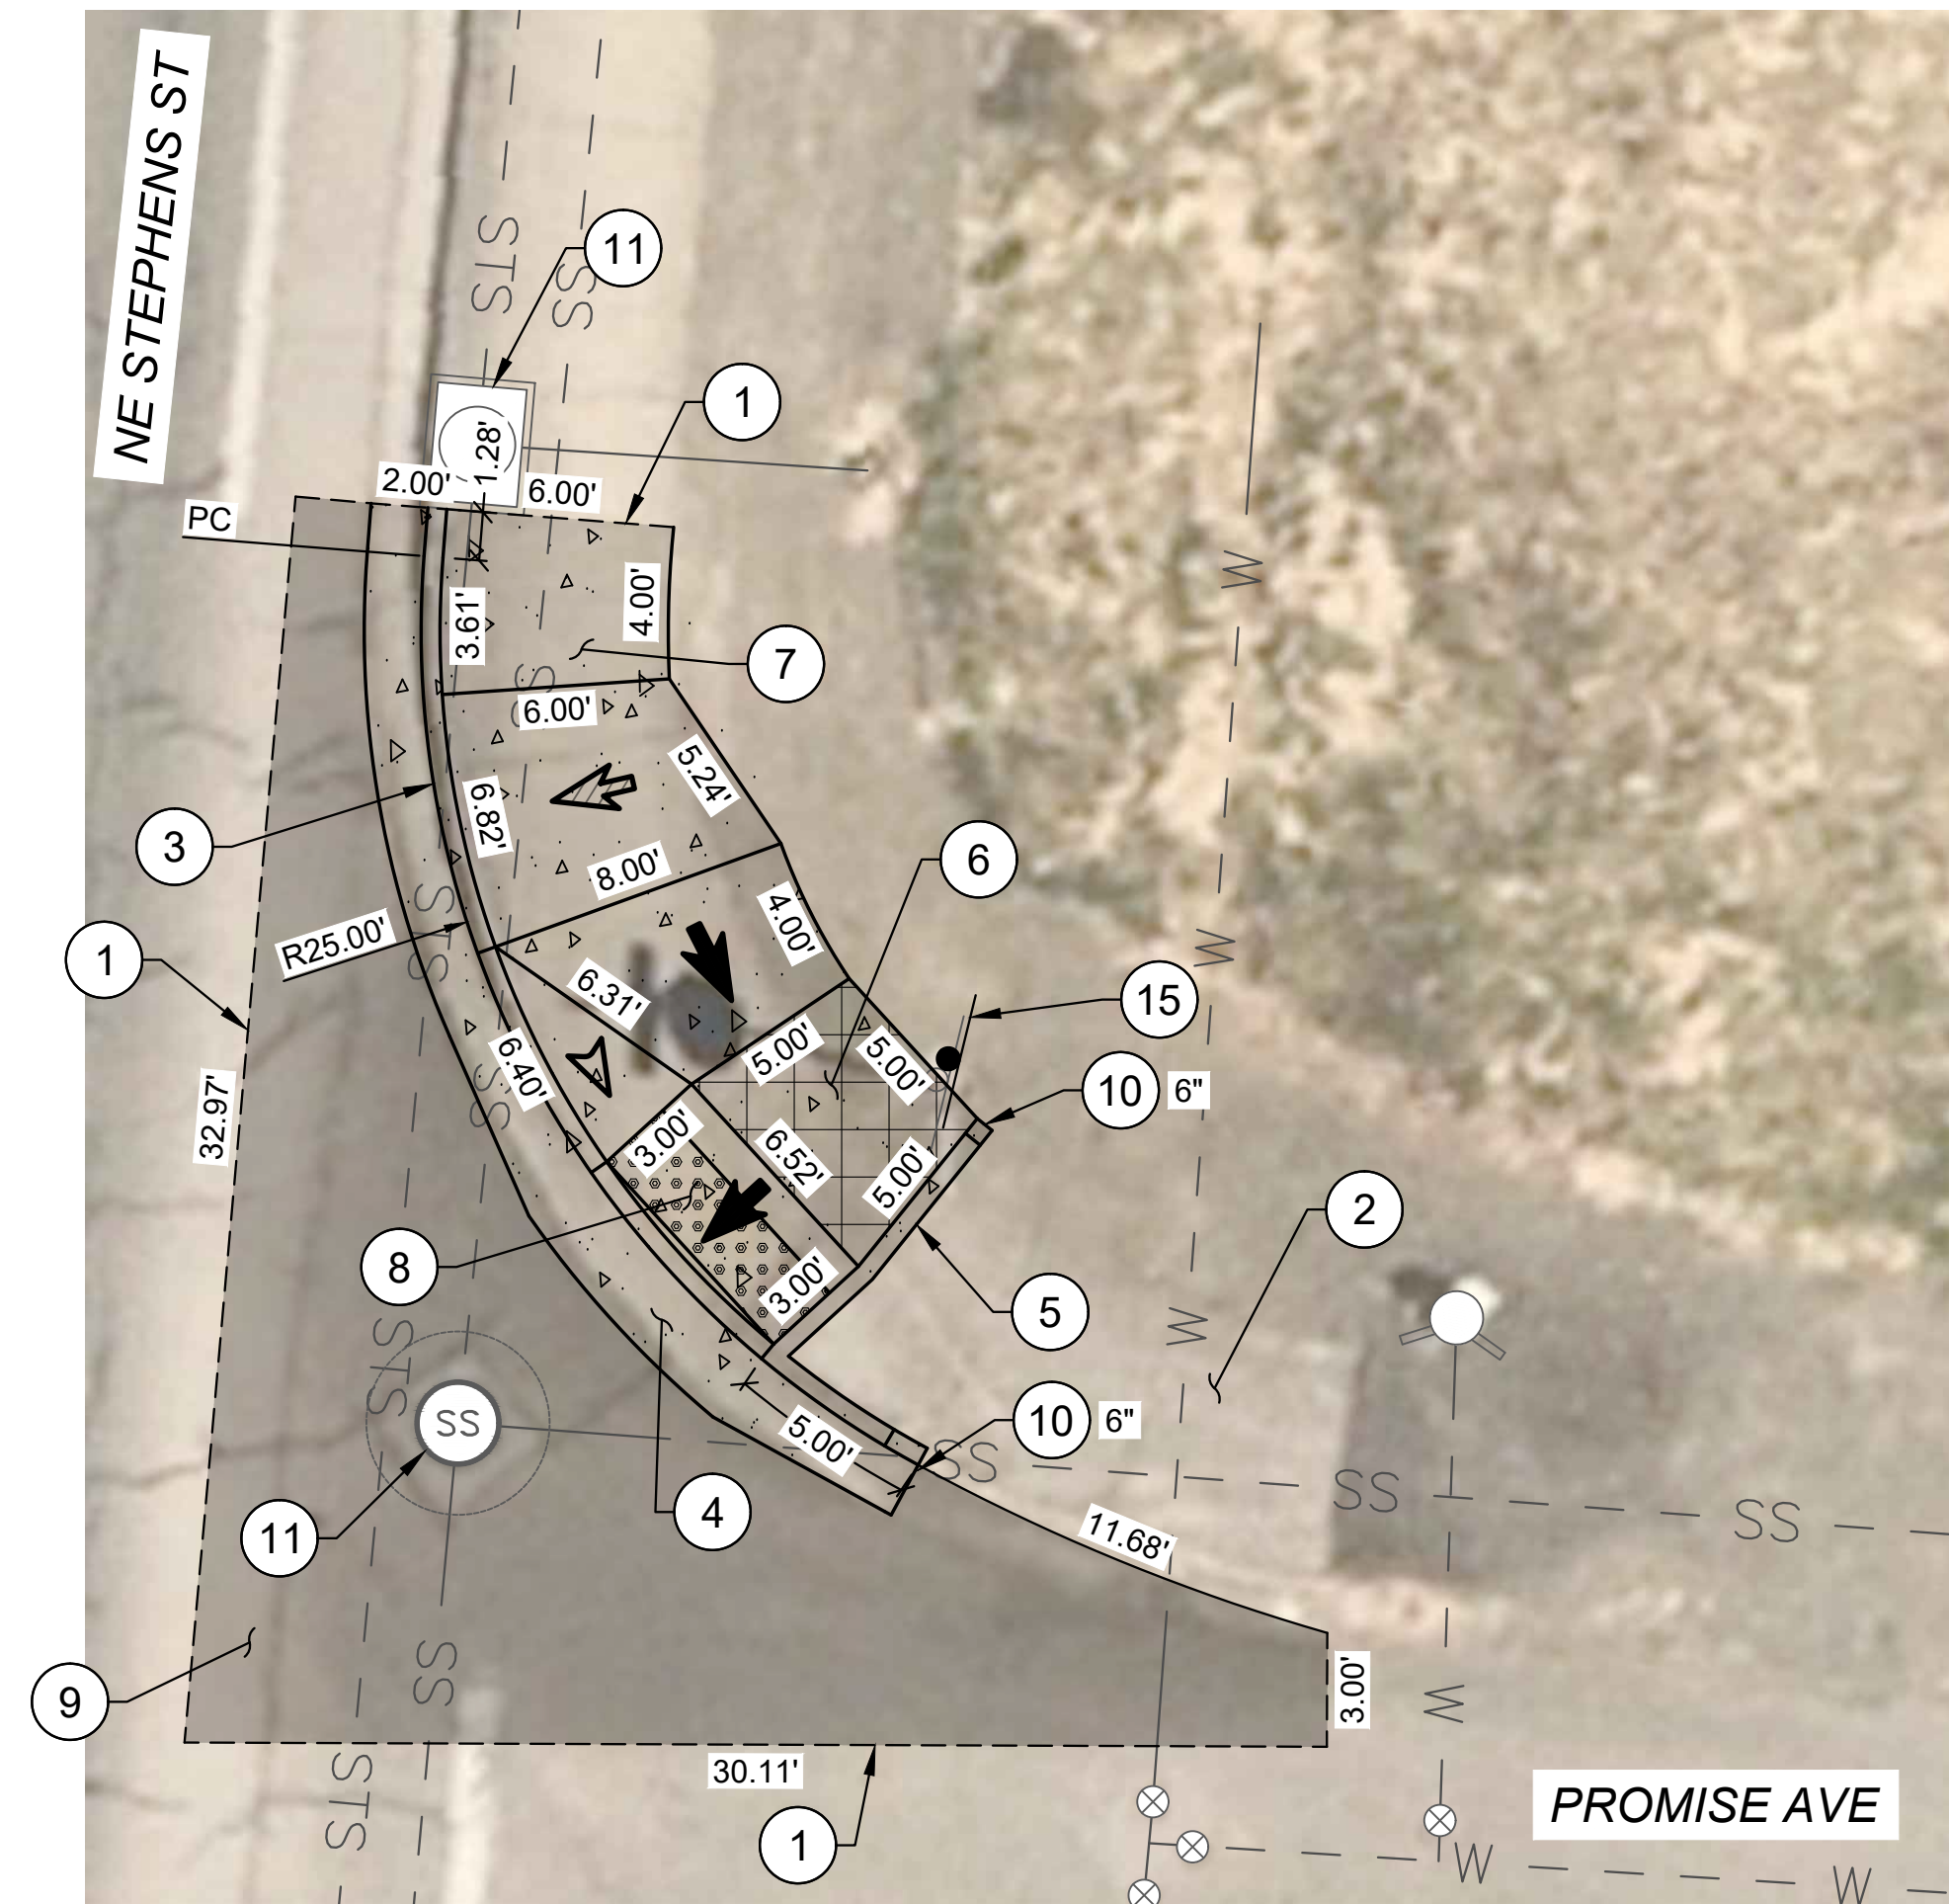 NE STEPHENS ST
STS
SS
11
1
1.28'
2.00'
6.00'
PC
3.61'
4.00'
7
W
S
6.00'
5.24'
3
6.82'
8.00'
6
4.00'
STS
R25.00'
1
W
6.31'
15
5.00'
5.00'
6.40'
SS
10 6"
32.97'
3.00'
6.52'
5.00'
2
8
5
W
STS
SS
10 6"
5.00'
SS
SS
SS
4
11
11.68'
SS
9
3.00'
W
30.11'
STS
1
PROMISE AVE
W
W